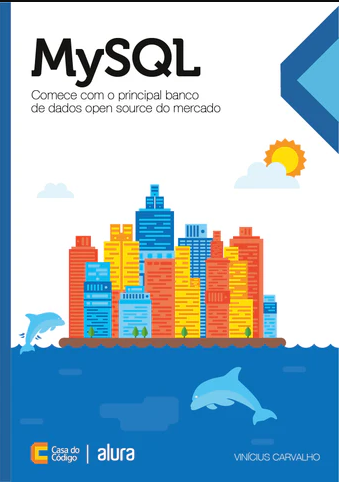 MySQL
Comece com o principal banco
de dados open source do mercado
Casa do
Código
alura
VINÍCIUS CARVALHO